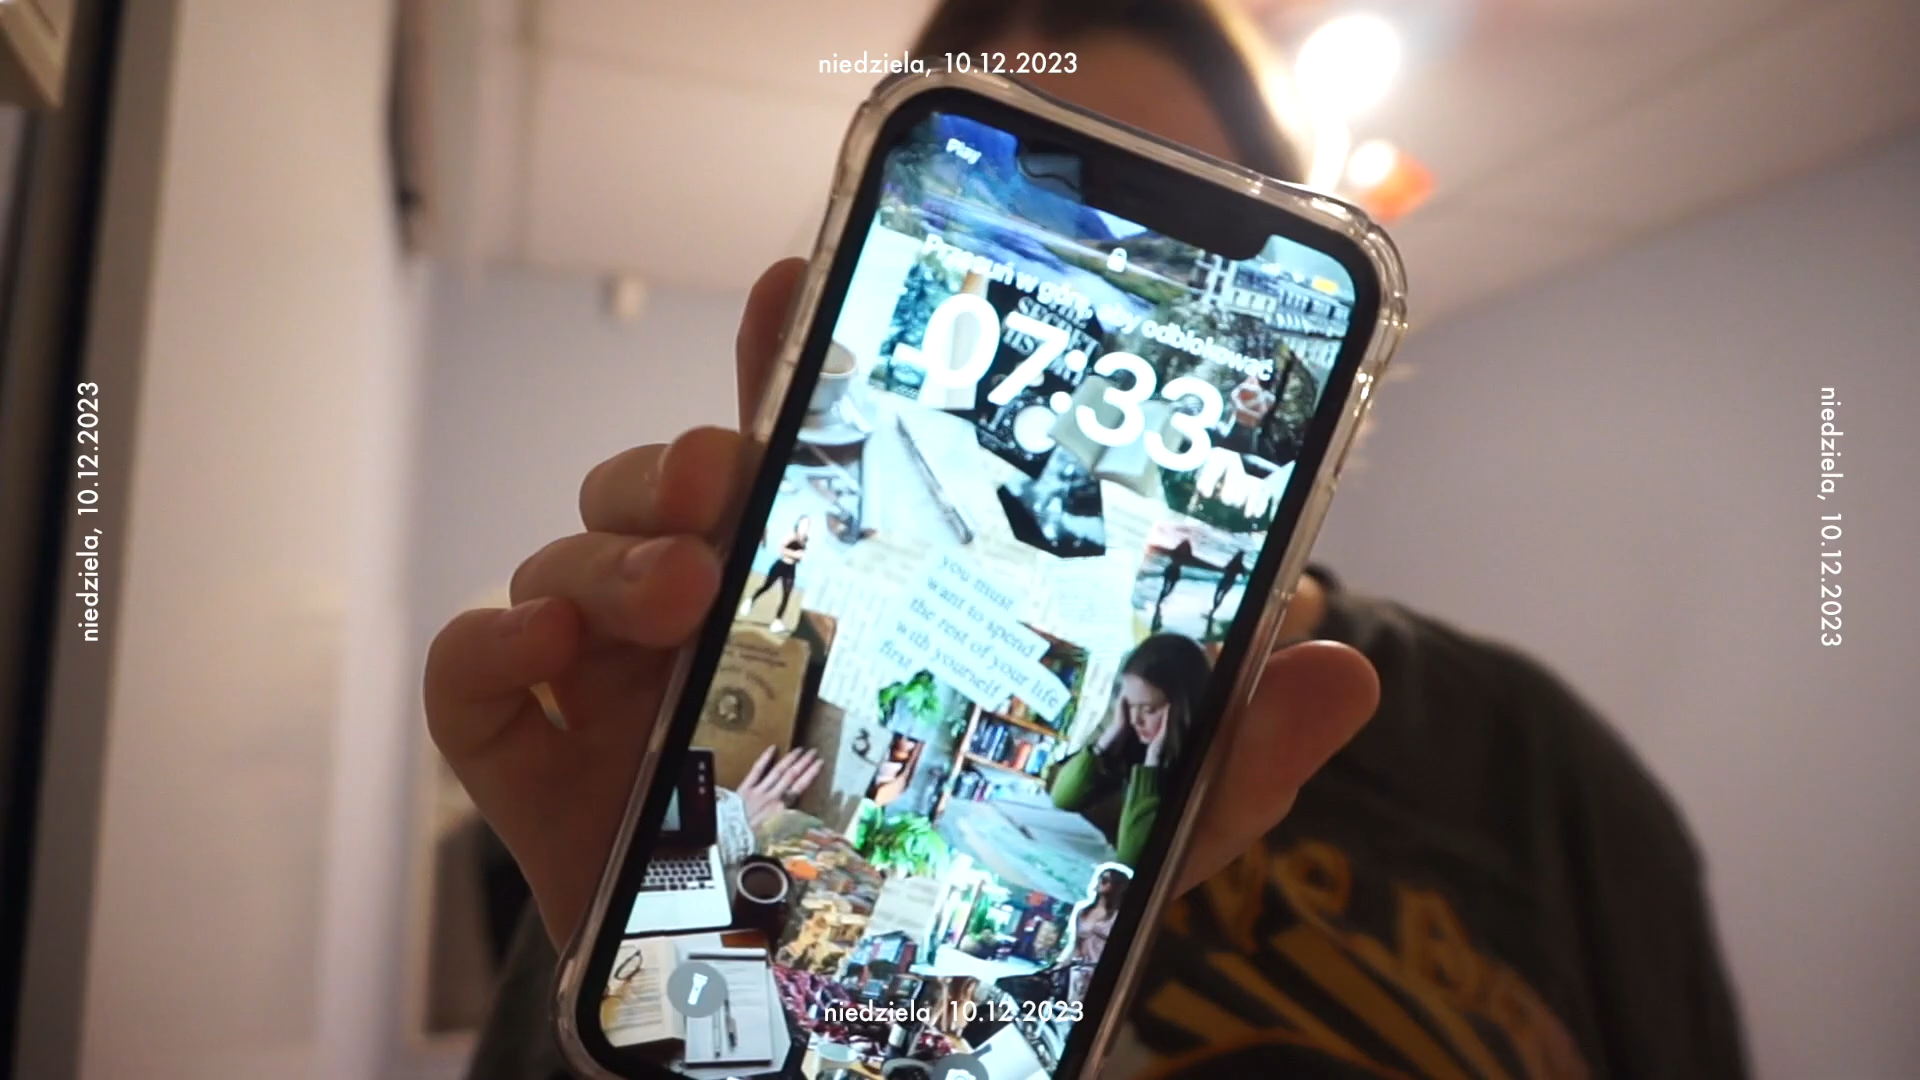 niedziela, 10.12.2023
Play
Przesuń w górę, aby odblokować
07:33
SECRET
you must
want to spend
the rest of your life
with yourself
first
niedziela, 10.12.2023
niedziela, 10.12.2023
niedziela, 10.12.2023